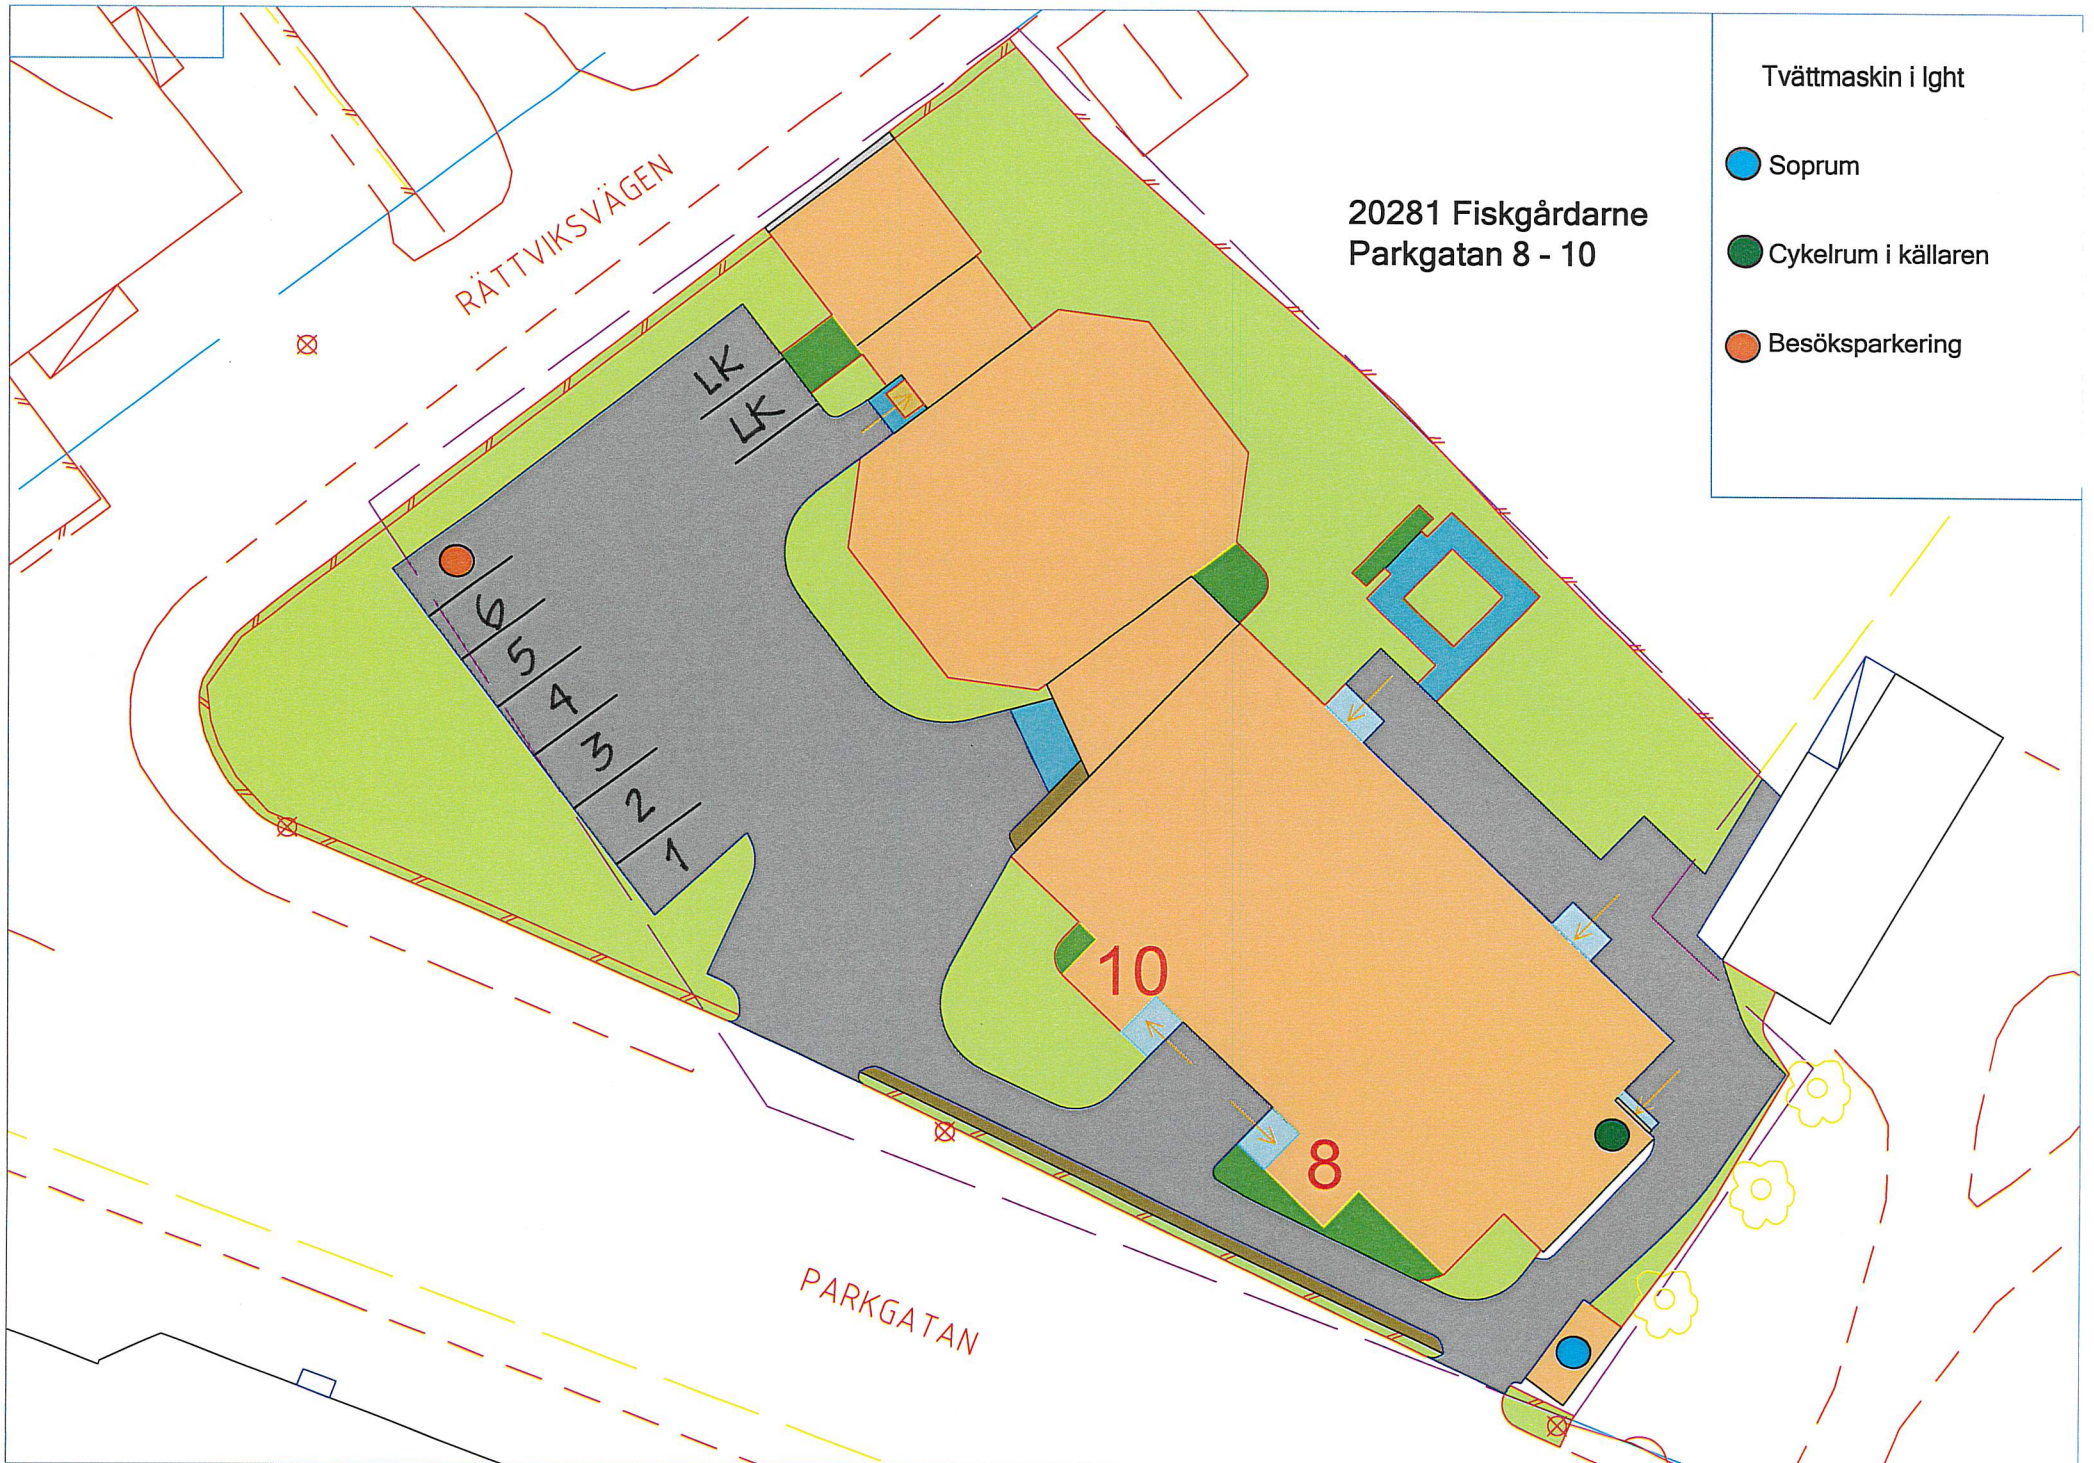 Tvättmaskin i lght
Soprum
Cykelrum i källaren
Besöksparkering
20281 Fiskgårdarne
Parkgatan 8 - 10
RÄTTVIKSVÄGEN
LK
LK
6
5
4
3
2
1
10
8
PARKGATAN